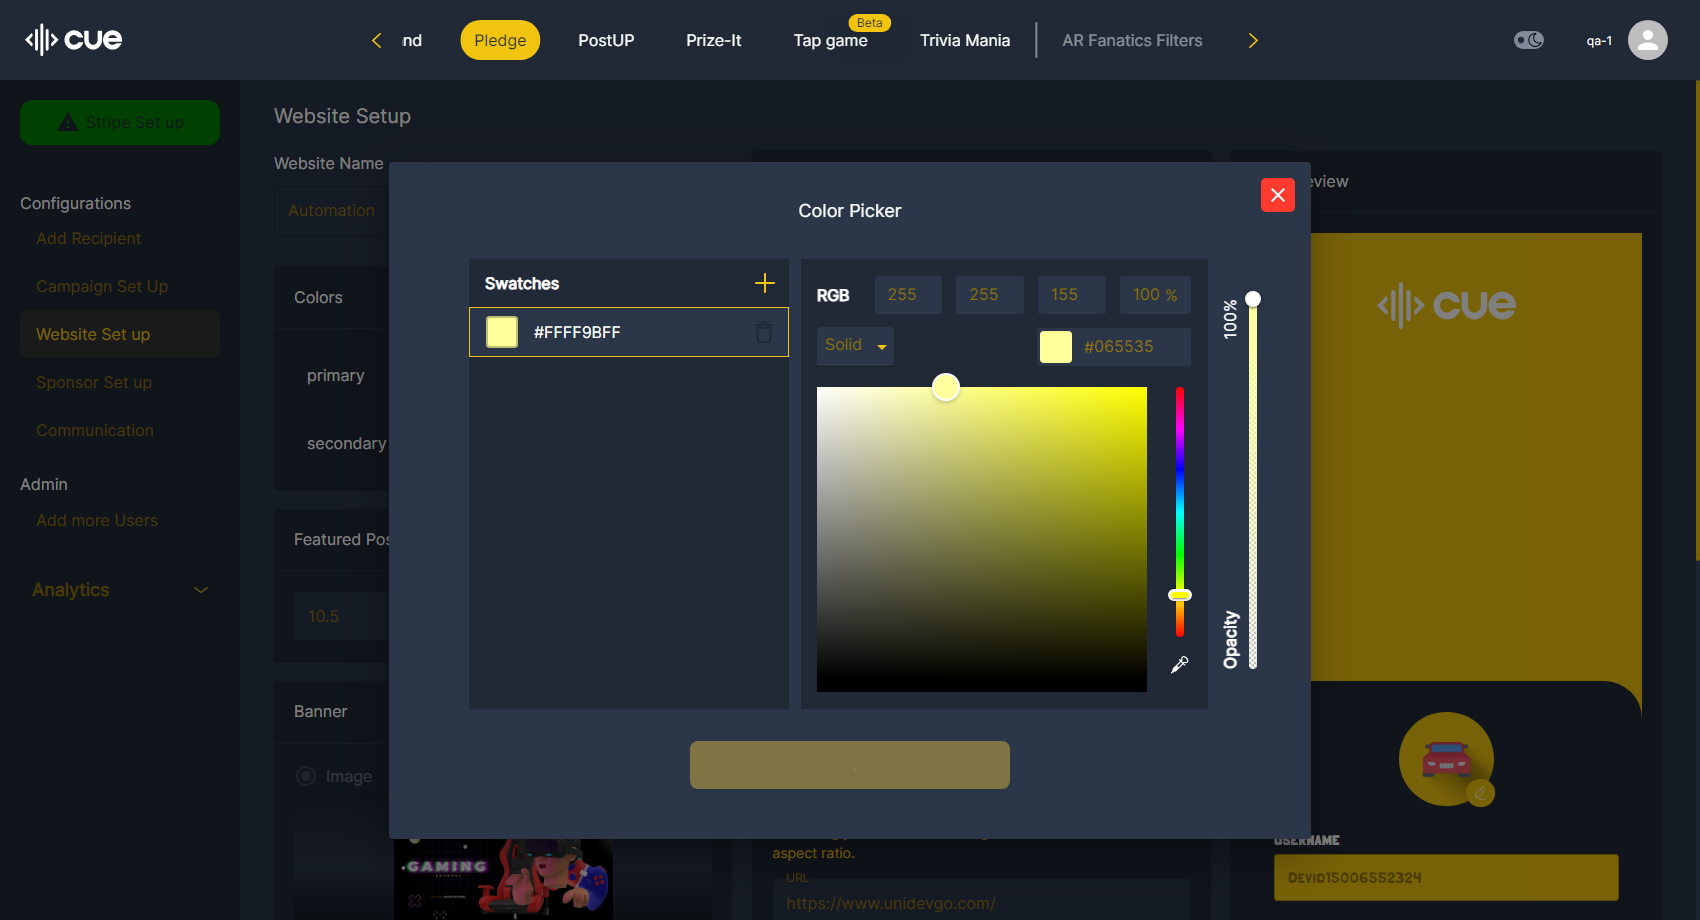 cue
nd
Pledge
PostUP
Prize-It
Beta
Tap game
Trivia Mania
AR Fanatics Filters
qa-1
Stripe Set up
Configurations
Add Recipient
Campaign Set Up
Website Set up
Sponsor Set up
Communication
Admin
Add more Users
Analytics
Website Setup
Website Name
Automation
Colors
primary
secondary
Featured Pos
10.5
Banner
Image
GAMING
Color Picker
Swatches
#FFFF9BFF
RGB
255
255
155
100 %
Solid
#065535
100%
Opacity
aspect ratio.
URL
https://www.unidevgo.com/
eview
cue
USERNAME
DEVID15006552324